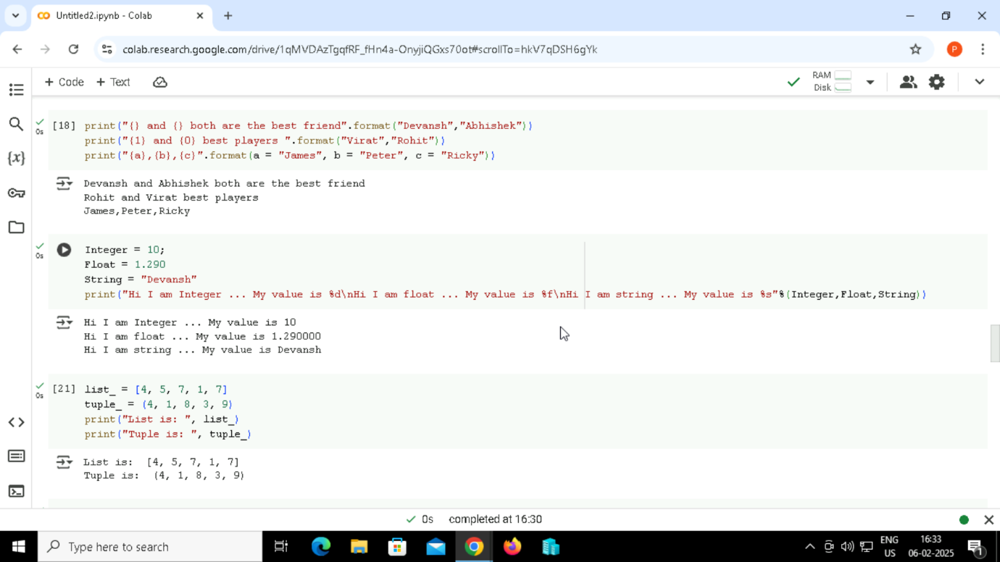 Untitled2.ipynb - Colab
colab.research.google.com/drive/1qMVDAzTgqfRF_fHn4a-OnyjiQGxs70ot#scrollTo=hkV7qDSH6gYk
P
+ Code + Text
RAM
Disk
[18] print("{} and {} both are the best friend".format("Devansh","Abhishek"))
print("{1} and {0} best players ".format("Virat","Rohit"))
print("{a},{b},{c}".format(a = "James", b = "Peter", c = "Ricky"))
0s
Devansh and Abhishek both are the best friend
Rohit and Virat best players
James,Peter,Ricky
{x}
0s
Integer = 10;
Float = 1.290
String = "Devansh"
print("Hi I am Integer ... My value is %d\nHi I am float ... My value is %f\nHi I am string ... My value is %s"%(Integer,Float,String))
Hi I am Integer ... My value is 10
Hi I am float ... My value is 1.290000
Hi I am string ... My value is Devansh
[21] list_ = [4, 5, 7, 1, 7]
0s
tuple_ = (4, 1, 8, 3, 9)
print("List is: ", list_)
print("Tuple is: ", tuple_)
List is:  [4, 5, 7, 1, 7]
Tuple is:  (4, 1, 8, 3, 9)
0s completed at 16:30
Type here to search
ENG
US
16:33
06-02-2025
1